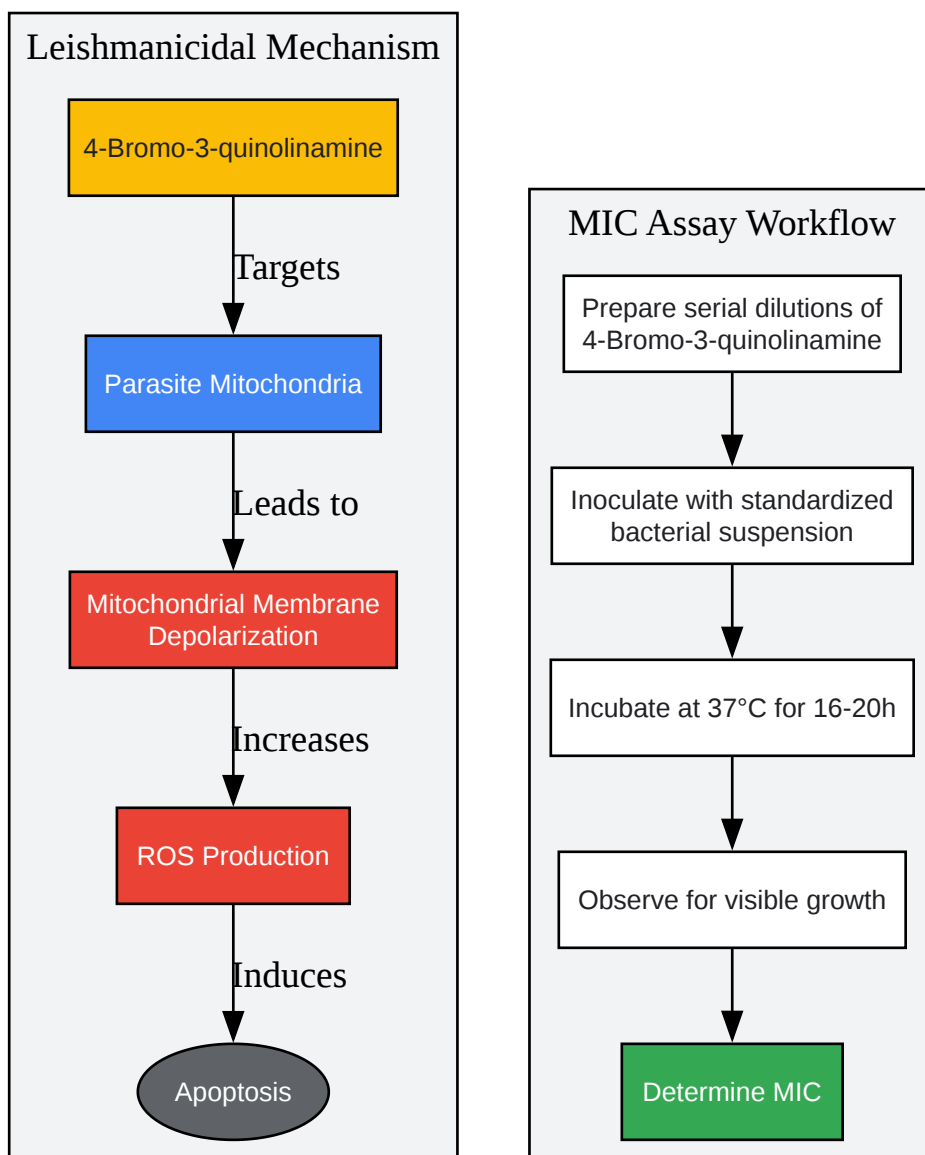 Leishmanicidal Mechanism
4-Bromo-3-quinolinamine
Targets
Parasite Mitochondria
Leads to
Mitochondrial Membrane
Depolarization
Increases
ROS Production
Induces
Apoptosis
MIC Assay Workflow
Prepare serial dilutions of
4-Bromo-3-quinolinamine
Inoculate with standardized
bacterial suspension
Incubate at 37°C for 16-20h
Observe for visible growth
Determine MIC